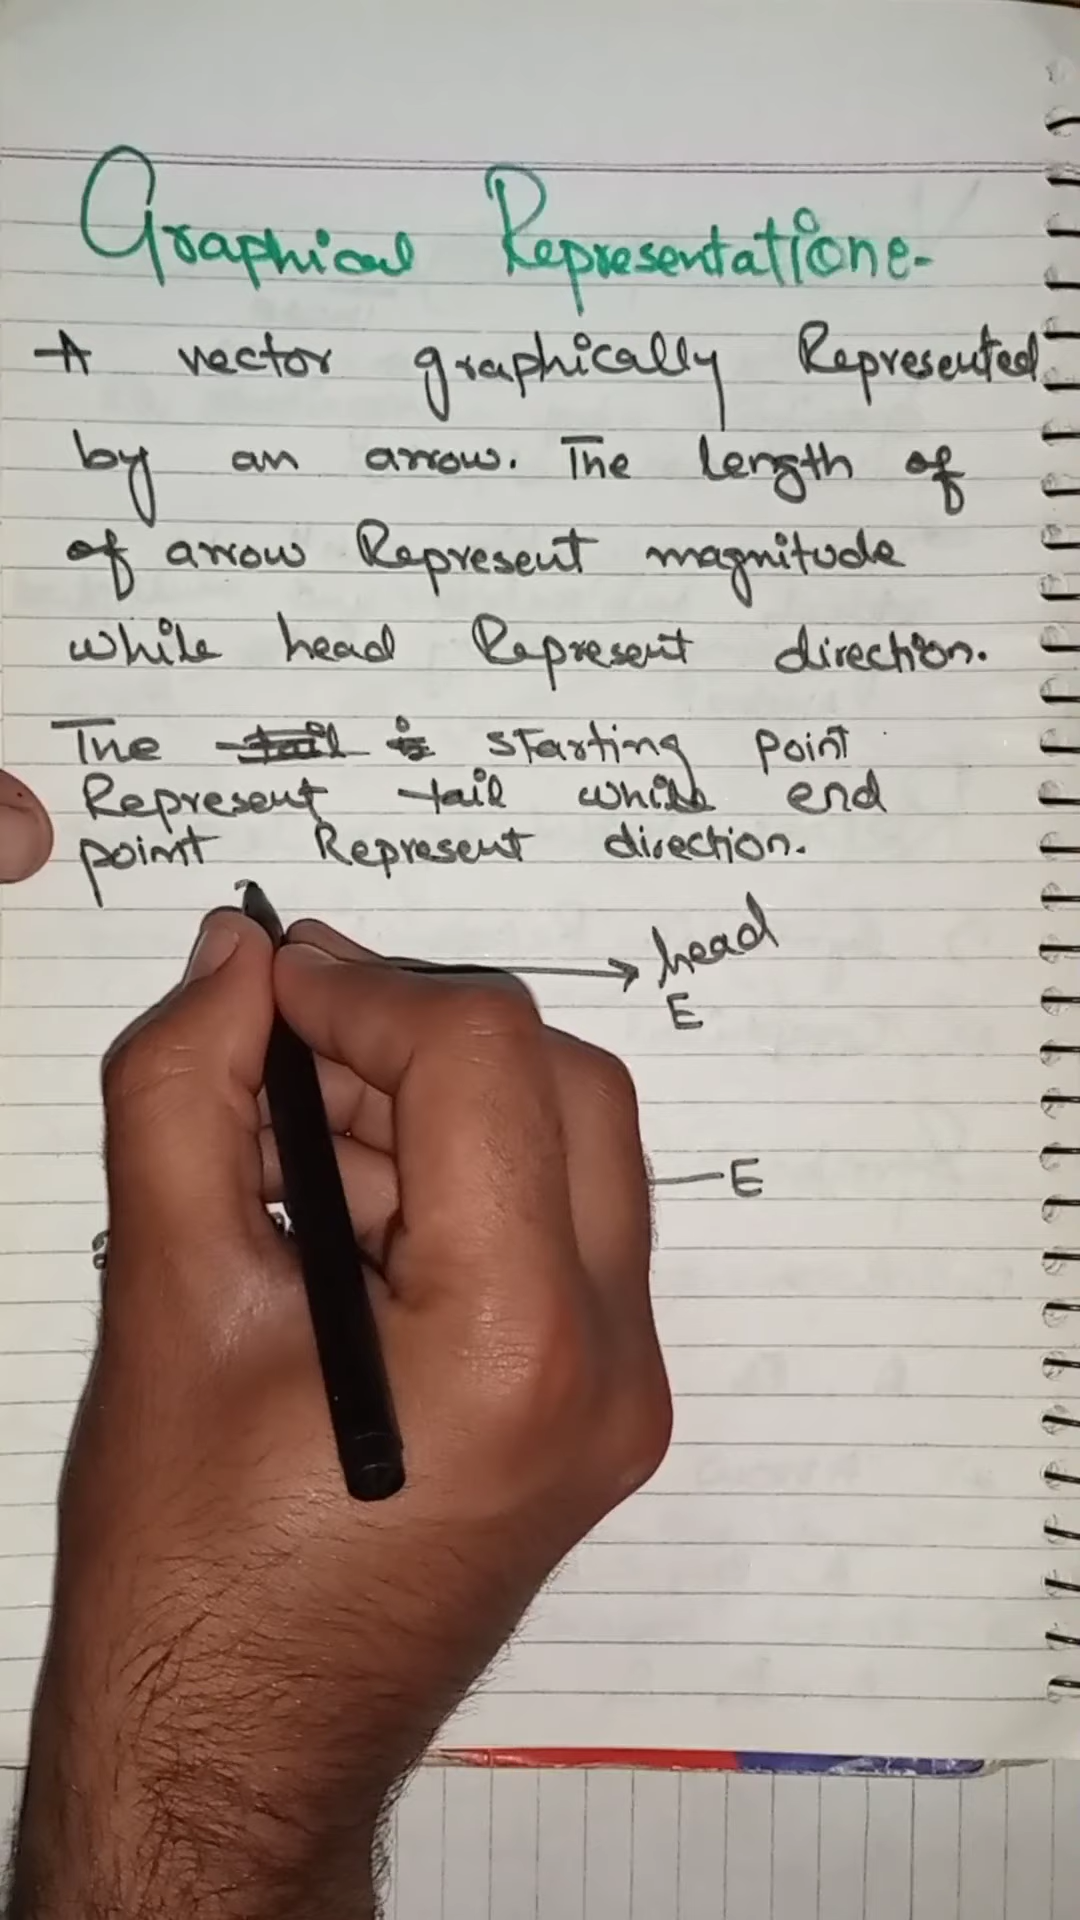 Graphical Representation:-
A vector graphically Represented
by an arrow. The length of
of arrow Represent magnitude
while head Represent direction.
The starting point
Represent tail while end
point Represent direction.
head
E
E